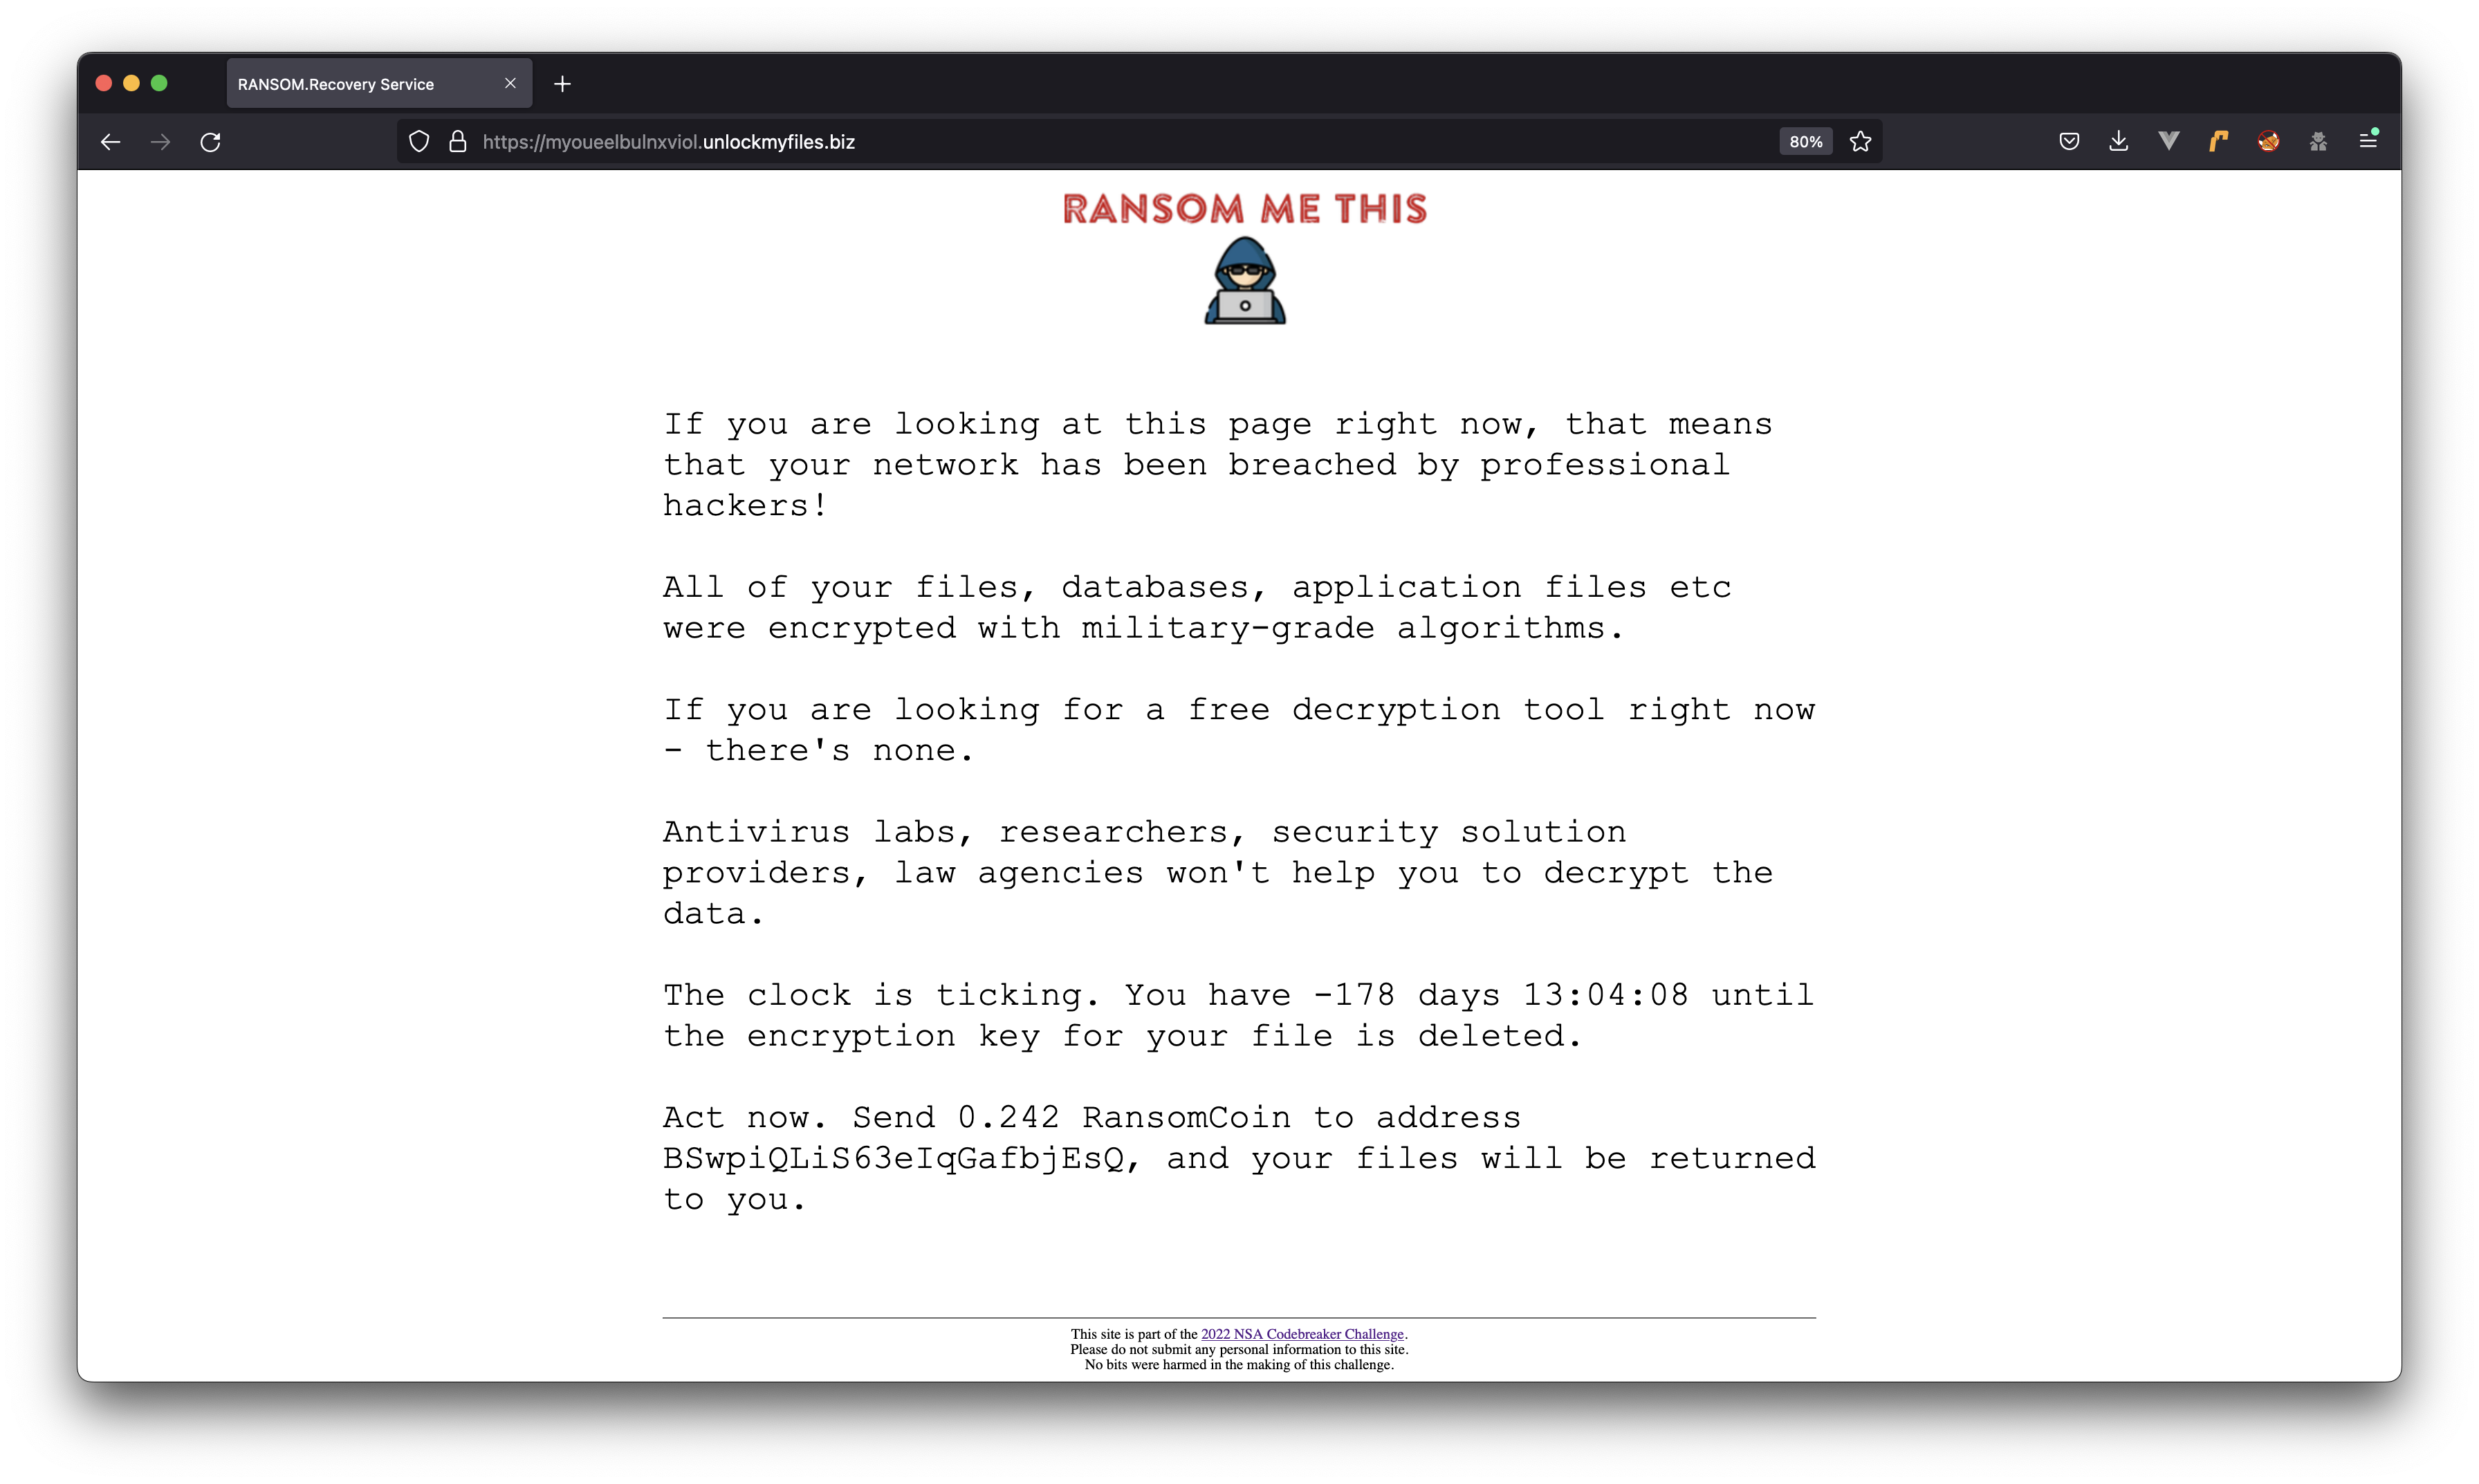 RANSOM.Recovery Service
https://myoueelbulnxviol.unlockmyfiles.biz
80%
RANSOM ME THIS
If you are looking at this page right now, that means
that your network has been breached by professional
hackers!
All of your files, databases, application files etc
were encrypted with military-grade algorithms.
If you are looking for a free decryption tool right now
- there's none.
Antivirus labs, researchers, security solution
providers, law agencies won't help you to decrypt the
data.
The clock is ticking. You have -178 days 13:04:08 until
the encryption key for your file is deleted.
Act now. Send 0.242 RansomCoin to address
BSwpiQLiS63eIqGafbjEsQ, and your files will be returned
to you.
This site is part of the 2022 NSA Codebreaker Challenge.
Please do not submit any personal information to this site.
No bits were harmed in the making of this challenge.